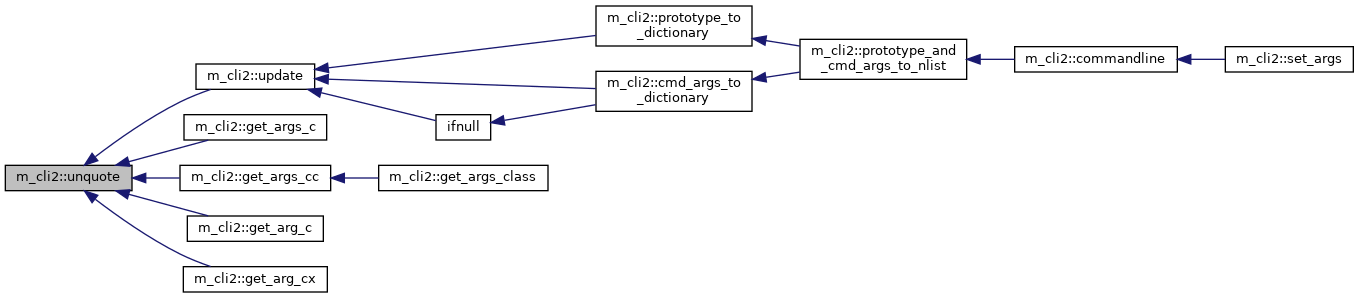 m_cli2::prototype_to
_dictionary
m_cli2::prototype_and
_cmd_args_to_nlist
m_cli2::commandline
m_cli2::set_args
m_cli2::update
m_cli2::cmd_args_to
_dictionary
ifnull
m_cli2::get_args_c
m_cli2::unquote
m_cli2::get_args_cc
m_cli2::get_args_class
m_cli2::get_arg_c
m_cli2::get_arg_cx